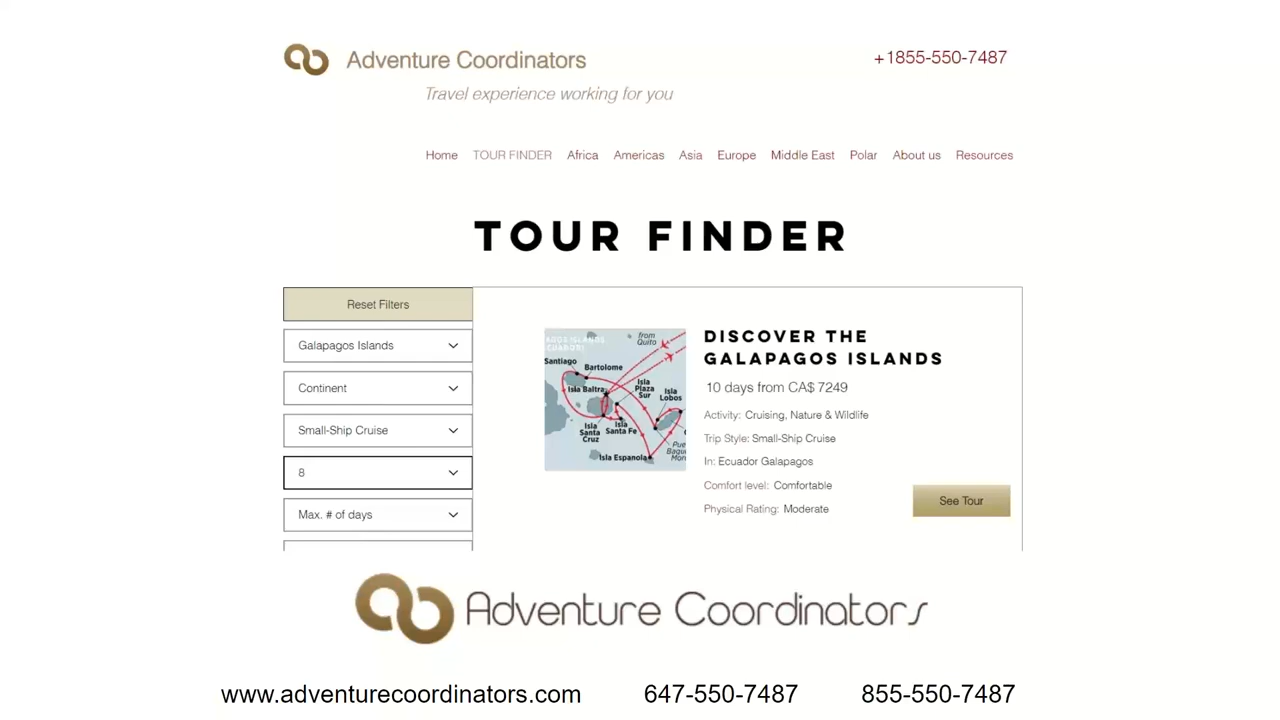 Adventure Coordinators
+1855-550-7487
Travel experience working for you
Home TOUR FINDER Africa Americas Asia Europe Middle East Polar About us Resources
TOUR FINDER
Reset Filters
Galapagos Islands
Continent
Small-Ship Cruise
8
Max. # of days
from
Quito
Santiago
Bartolome
Isla Baltra
Isla
Plaza
Sur
Isla
Lobos
Isla
Santa
Cruz
Isla
Santa Fe
Isla Espanola
DISCOVER THE
GALAPAGOS ISLANDS
10 days from CA$ 7249
Activity: Cruising, Nature & Wildlife
Trip Style: Small-Ship Cruise
In: Ecuador Galapagos
Comfort level: Comfortable
Physical Rating: Moderate
See Tour
Adventure Coordinators
www.adventurecoordinators.com 647-550-7487 855-550-7487